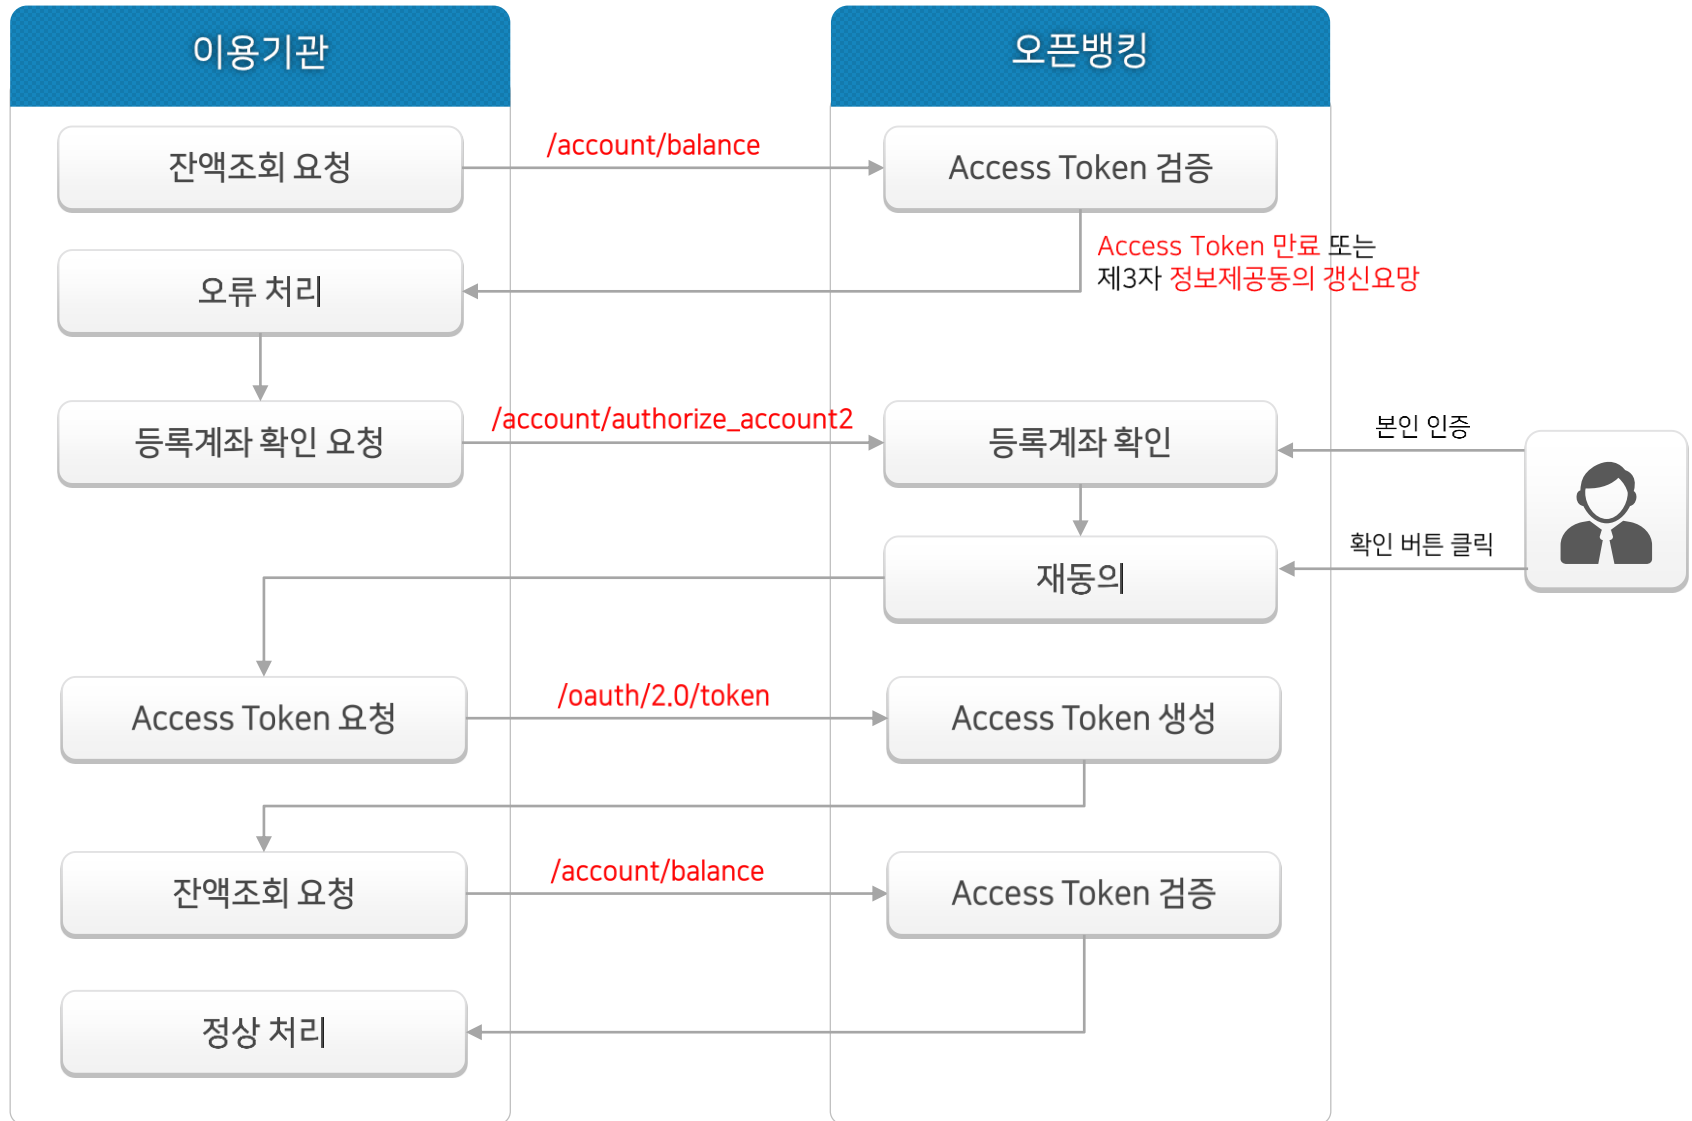 이용기관
오픈뱅킹
잔액조회 요청
/account/balance
Access Token 검증
Access Token 만료 또는
제3자 정보제공동의 갱신요망
오류 처리
등록계좌 확인 요청
/account/authorize_account2
등록계좌 확인
본인 인증
재동의
확인 버튼 클릭
Access Token 요청
/oauth/2.0/token
Access Token 생성
잔액조회 요청
/account/balance
Access Token 검증
정상 처리